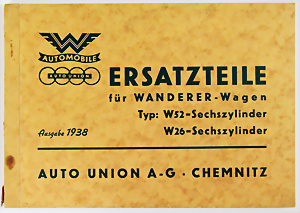 W
AUTOMOBILE
AUTO UNION
ERSATZTEILE
für WANDERER-Wagen
Typ: W52-Sechszylinder
W26-Sechszylinder
Ausgabe 1938
AUTO UNION A-G · CHEMNITZ